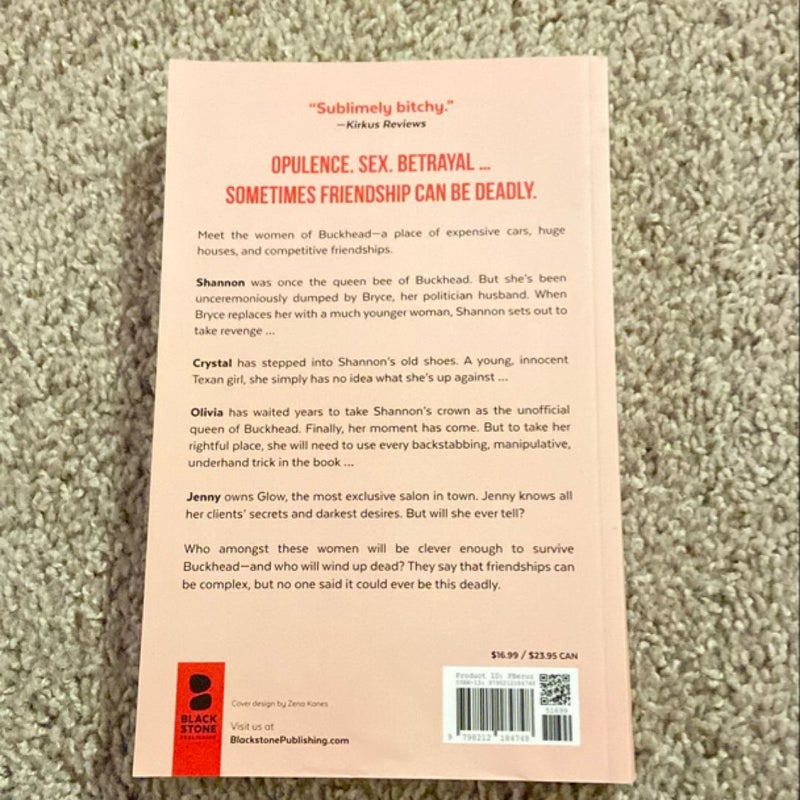 “Sublimely bitchy.”
—Kirkus Reviews
OPULENCE. SEX. BETRAYAL ...
SOMETIMES FRIENDSHIP CAN BE DEADLY.
Meet the women of Buckhead—a place of expensive cars, huge
houses, and competitive friendships.
Shannon was once the queen bee of Buckhead. But she’s been
unceremoniously dumped by Bryce, her politician husband. When
Bryce replaces her with a much younger woman, Shannon sets out to
take revenge ...
Crystal has stepped into Shannon’s old shoes. A young, innocent
Texan girl, she simply has no idea what she’s up against ...
Olivia has waited years to take Shannon’s crown as the unofficial
queen of Buckhead. Finally, her moment has come. But to take her
rightful place, she will need to use every backstabbing, manipulative,
underhand trick in the book ...
Jenny owns Glow, the most exclusive salon in town. Jenny knows all
her clients’ secrets and darkest desires. But will she ever tell?
Who amongst these women will be clever enough to survive
Buckhead—and who will wind up dead? They say that friendships can
be complex, but no one said it could ever be this deadly.
$16.99 / $23.95 CAN
Product ID:
ISBN-13: 9798212184748
51699
9 798212 184748
BLACK
STONE
PUBLISHING
Cover design by Zena Kanes
Visit us at
BlackstonePublishing.com